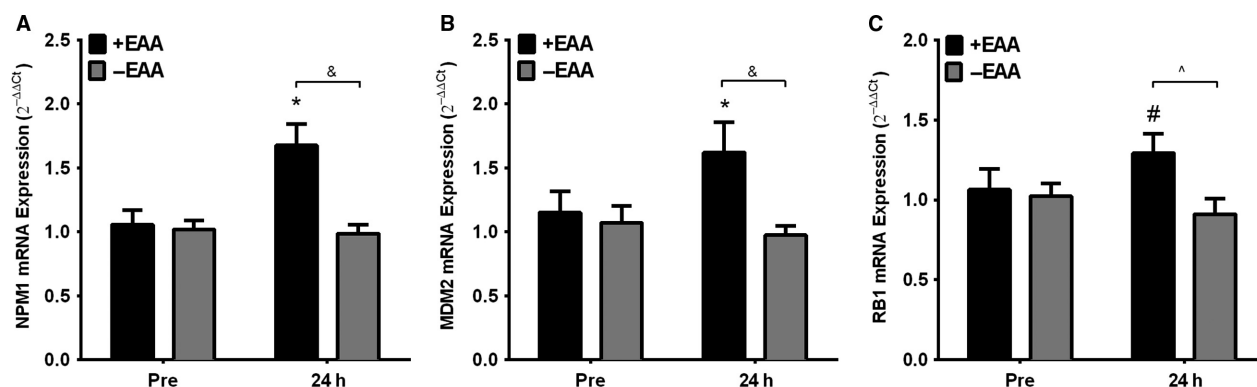 A
NPM1 mRNA Expression (2^−ΔΔCt)
2.5
2.0
1.5
1.0
0.5
0.0
+EAA
−EAA
&
*
Pre
24 h
B
MDM2 mRNA Expression (2^−ΔΔCt)
2.5
2.0
1.5
1.0
0.5
0.0
+EAA
−EAA
&
*
Pre
24 h
C
RB1 mRNA Expression (2^−ΔΔCt)
2.0
1.5
1.0
0.5
0.0
+EAA
−EAA
^
#
Pre
24 h